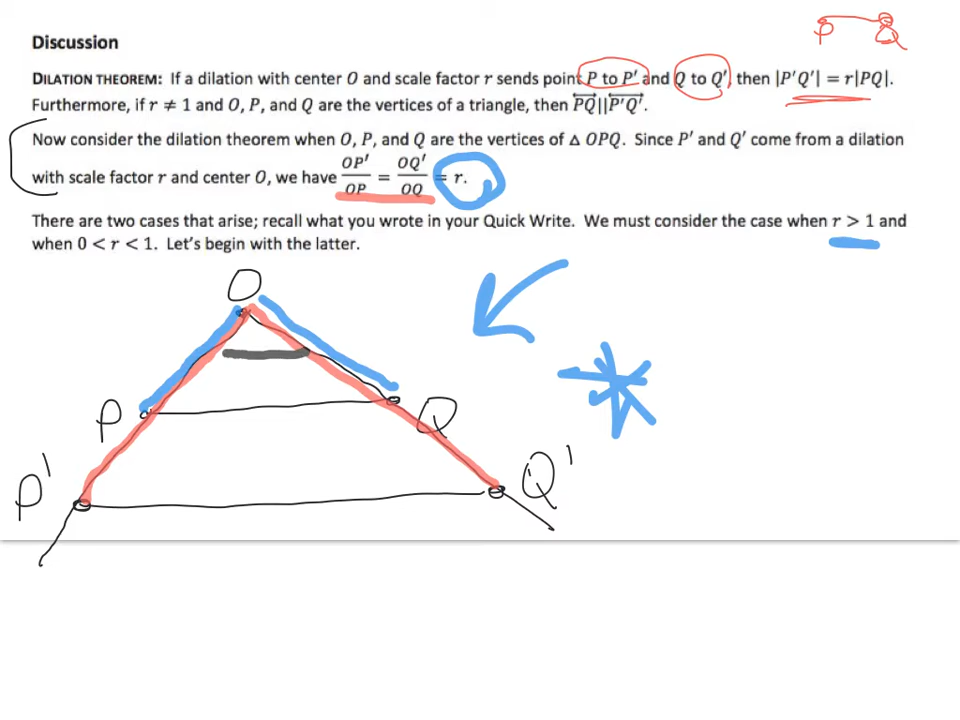 P Q
Discussion
DILATION THEOREM: If a dilation with center O and scale factor r sends point P to P′ and Q to Q′, then |P′Q′| = r|PQ|.
Furthermore, if r ≠ 1 and O, P, and Q are the vertices of a triangle, then PQ||P′Q′.
Now consider the dilation theorem when O, P, and Q are the vertices of △ OPQ. Since P′ and Q′ come from a dilation
with scale factor r and center O, we have OP′/OP = OQ′/OQ = r.
There are two cases that arise; recall what you wrote in your Quick Write. We must consider the case when r > 1 and
when 0 < r < 1. Let's begin with the latter.
O
P Q
P' Q'